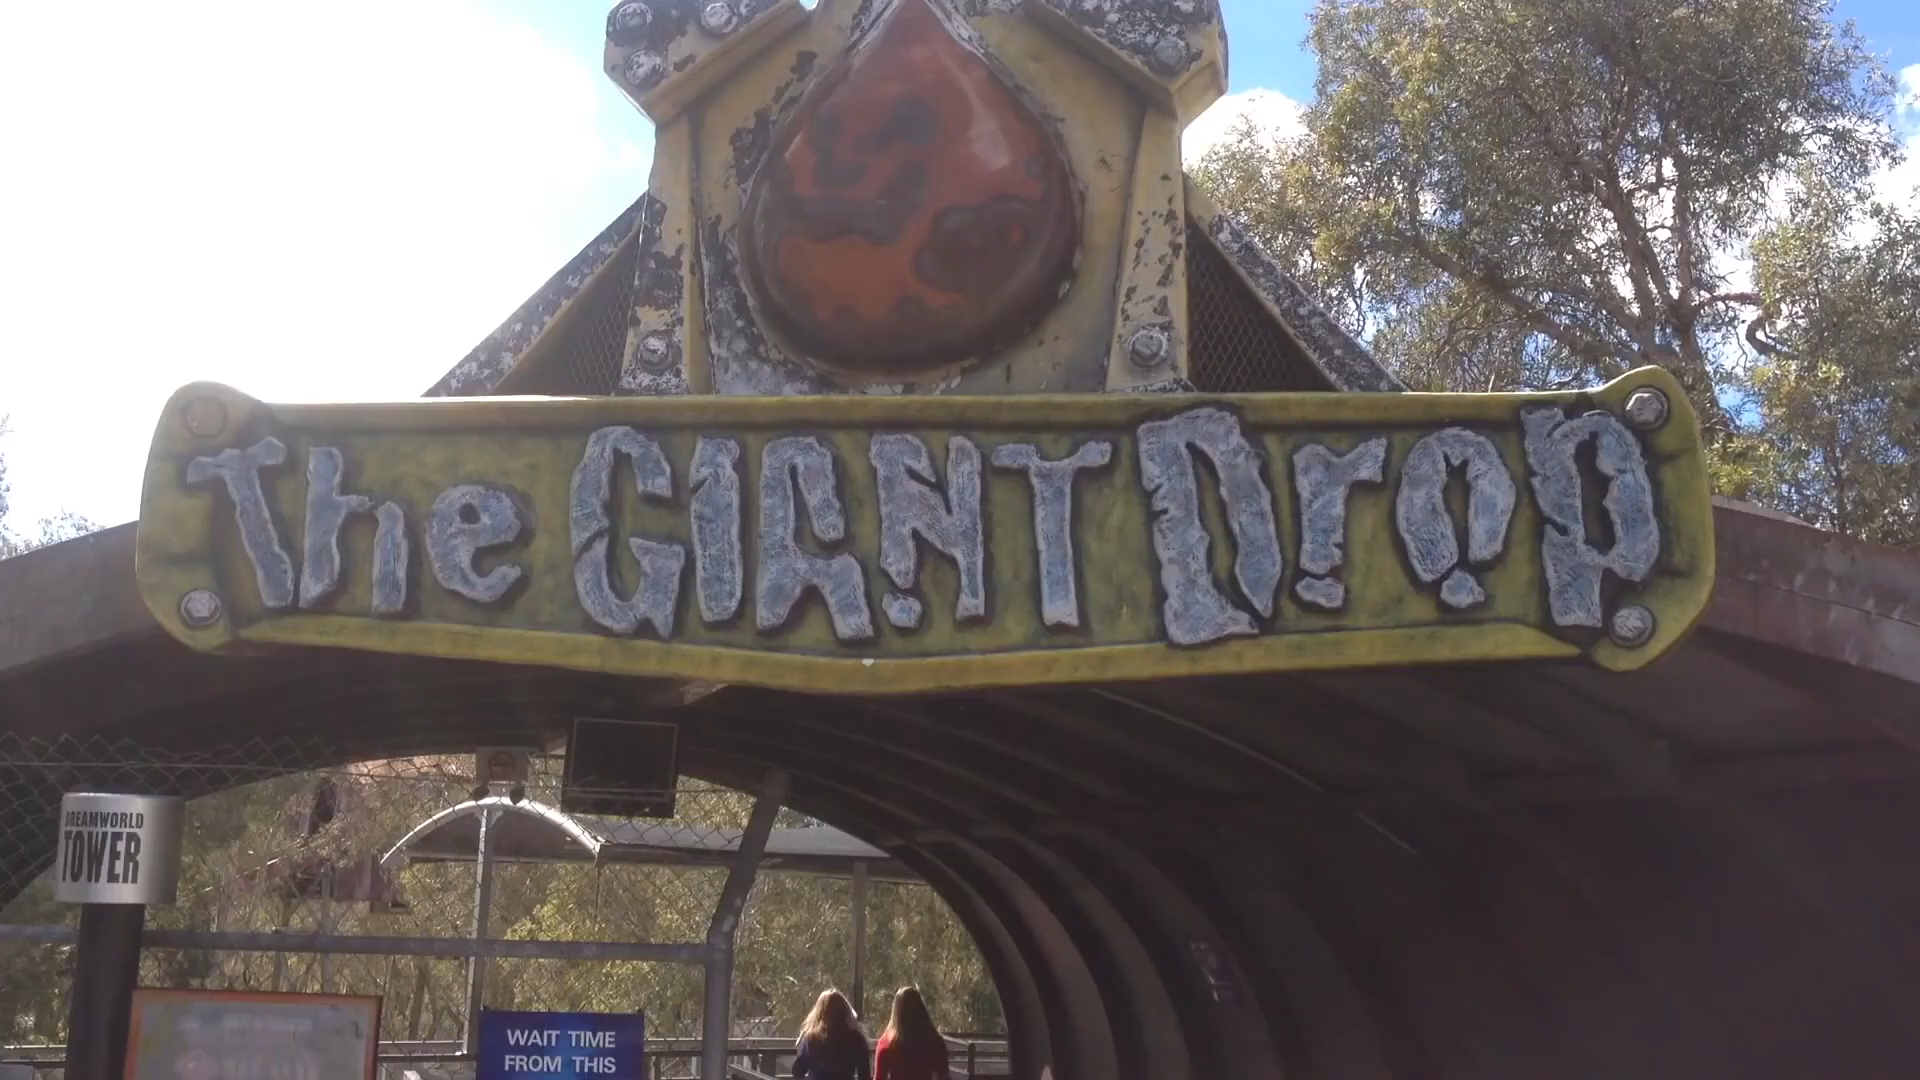 The GIANT Drop
DREAMWORLD
TOWER
WAIT TIME
FROM THIS